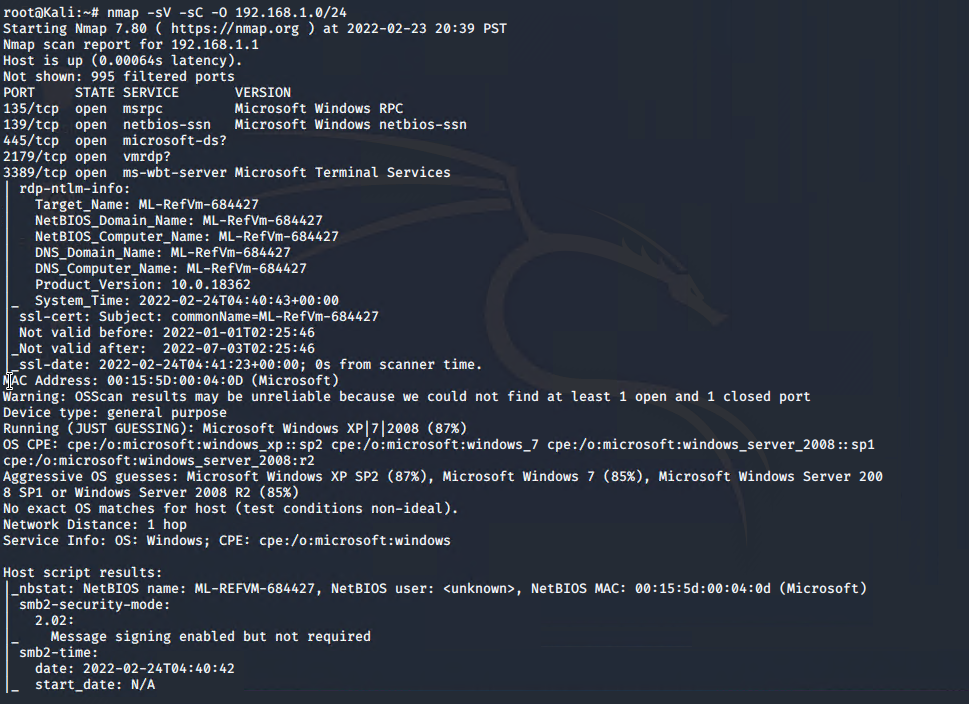 root@Kali:~# nmap -sV -sC -O 192.168.1.0/24
Starting Nmap 7.80 ( https://nmap.org ) at 2022-02-23 20:39 PST
Nmap scan report for 192.168.1.1
Host is up (0.00064s latency).
Not shown: 995 filtered ports
PORT     STATE SERVICE       VERSION
135/tcp  open  msrpc         Microsoft Windows RPC
139/tcp  open  netbios-ssn   Microsoft Windows netbios-ssn
445/tcp  open  microsoft-ds?
2179/tcp open  vmrdp?
3389/tcp open  ms-wbt-server Microsoft Terminal Services
| rdp-ntlm-info:
|   Target_Name: ML-RefVm-684427
|   NetBIOS_Domain_Name: ML-RefVm-684427
|   NetBIOS_Computer_Name: ML-RefVm-684427
|   DNS_Domain_Name: ML-RefVm-684427
|   DNS_Computer_Name: ML-RefVm-684427
|   Product_Version: 10.0.18362
|_  System_Time: 2022-02-24T04:40:43+00:00
| ssl-cert: Subject: commonName=ML-RefVm-684427
| Not valid before: 2022-01-01T02:25:46
|_Not valid after:  2022-07-03T02:25:46
|_ssl-date: 2022-02-24T04:41:23+00:00; 0s from scanner time.
MAC Address: 00:15:5D:00:04:0D (Microsoft)
Warning: OSScan results may be unreliable because we could not find at least 1 open and 1 closed port
Device type: general purpose
Running (JUST GUESSING): Microsoft Windows XP|7|2008 (87%)
OS CPE: cpe:/o:microsoft:windows_xp::sp2 cpe:/o:microsoft:windows_7 cpe:/o:microsoft:windows_server_2008::sp1
cpe:/o:microsoft:windows_server_2008:r2
Aggressive OS guesses: Microsoft Windows XP SP2 (87%), Microsoft Windows 7 (85%), Microsoft Windows Server 200
8 SP1 or Windows Server 2008 R2 (85%)
No exact OS matches for host (test conditions non-ideal).
Network Distance: 1 hop
Service Info: OS: Windows; CPE: cpe:/o:microsoft:windows

Host script results:
|_nbstat: NetBIOS name: ML-REFVM-684427, NetBIOS user: <unknown>, NetBIOS MAC: 00:15:5d:00:04:0d (Microsoft)
| smb2-security-mode:
|   2.02:
|_    Message signing enabled but not required
| smb2-time:
|   date: 2022-02-24T04:40:42
|_  start_date: N/A